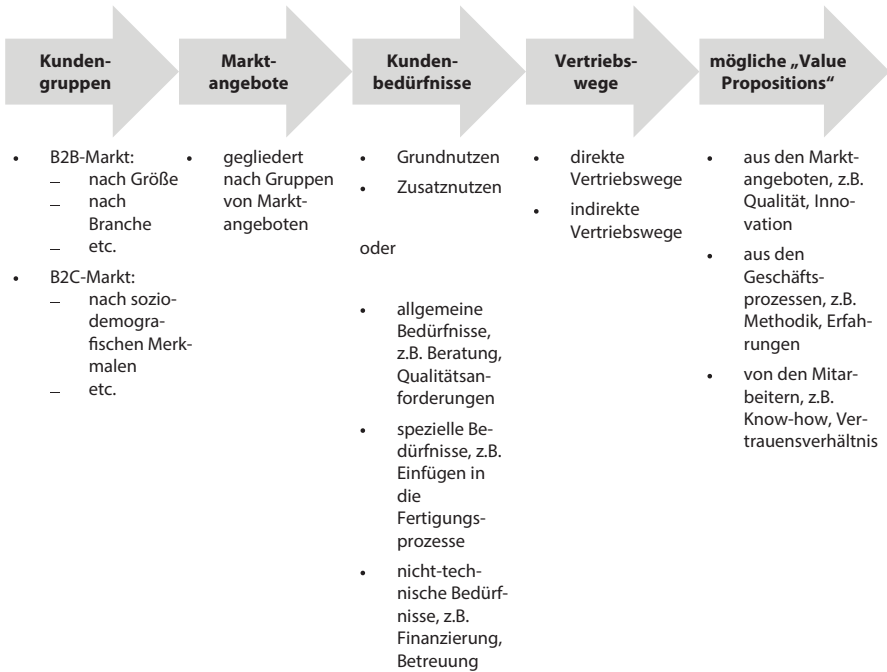 Kunden-
gruppen
Markt-
angebote
Kunden-
bedürfnisse
Vertriebs-
wege
mögliche „Value
Propositions“
• B2B-Markt:
– nach Größe
– nach
Branche
– etc.
• B2C-Markt:
– nach sozio-
demogra-
fischen Merk-
malen
– etc.
• gegliedert
nach Gruppen
von Markt-
angeboten
• Grundnutzen
• Zusatznutzen
oder
• allgemeine
Bedürfnisse,
z.B. Beratung,
Qualitätsan-
forderungen
• spezielle Be-
dürfnisse, z.B.
Einfügen in
die
Fertigungs-
prozesse
• nicht-tech-
nische Bedürf-
nisse, z.B.
Finanzierung,
Betreuung
• direkte
Vertriebswege
• indirekte
Vertriebswege
• aus den Markt-
angeboten, z.B.
Qualität, Inno-
vation
• aus den
Geschäfts-
prozessen, z.B.
Methodik, Erfah-
rungen
• von den Mitar-
beitern, z.B.
Know-how, Ver-
trauensverhältnis